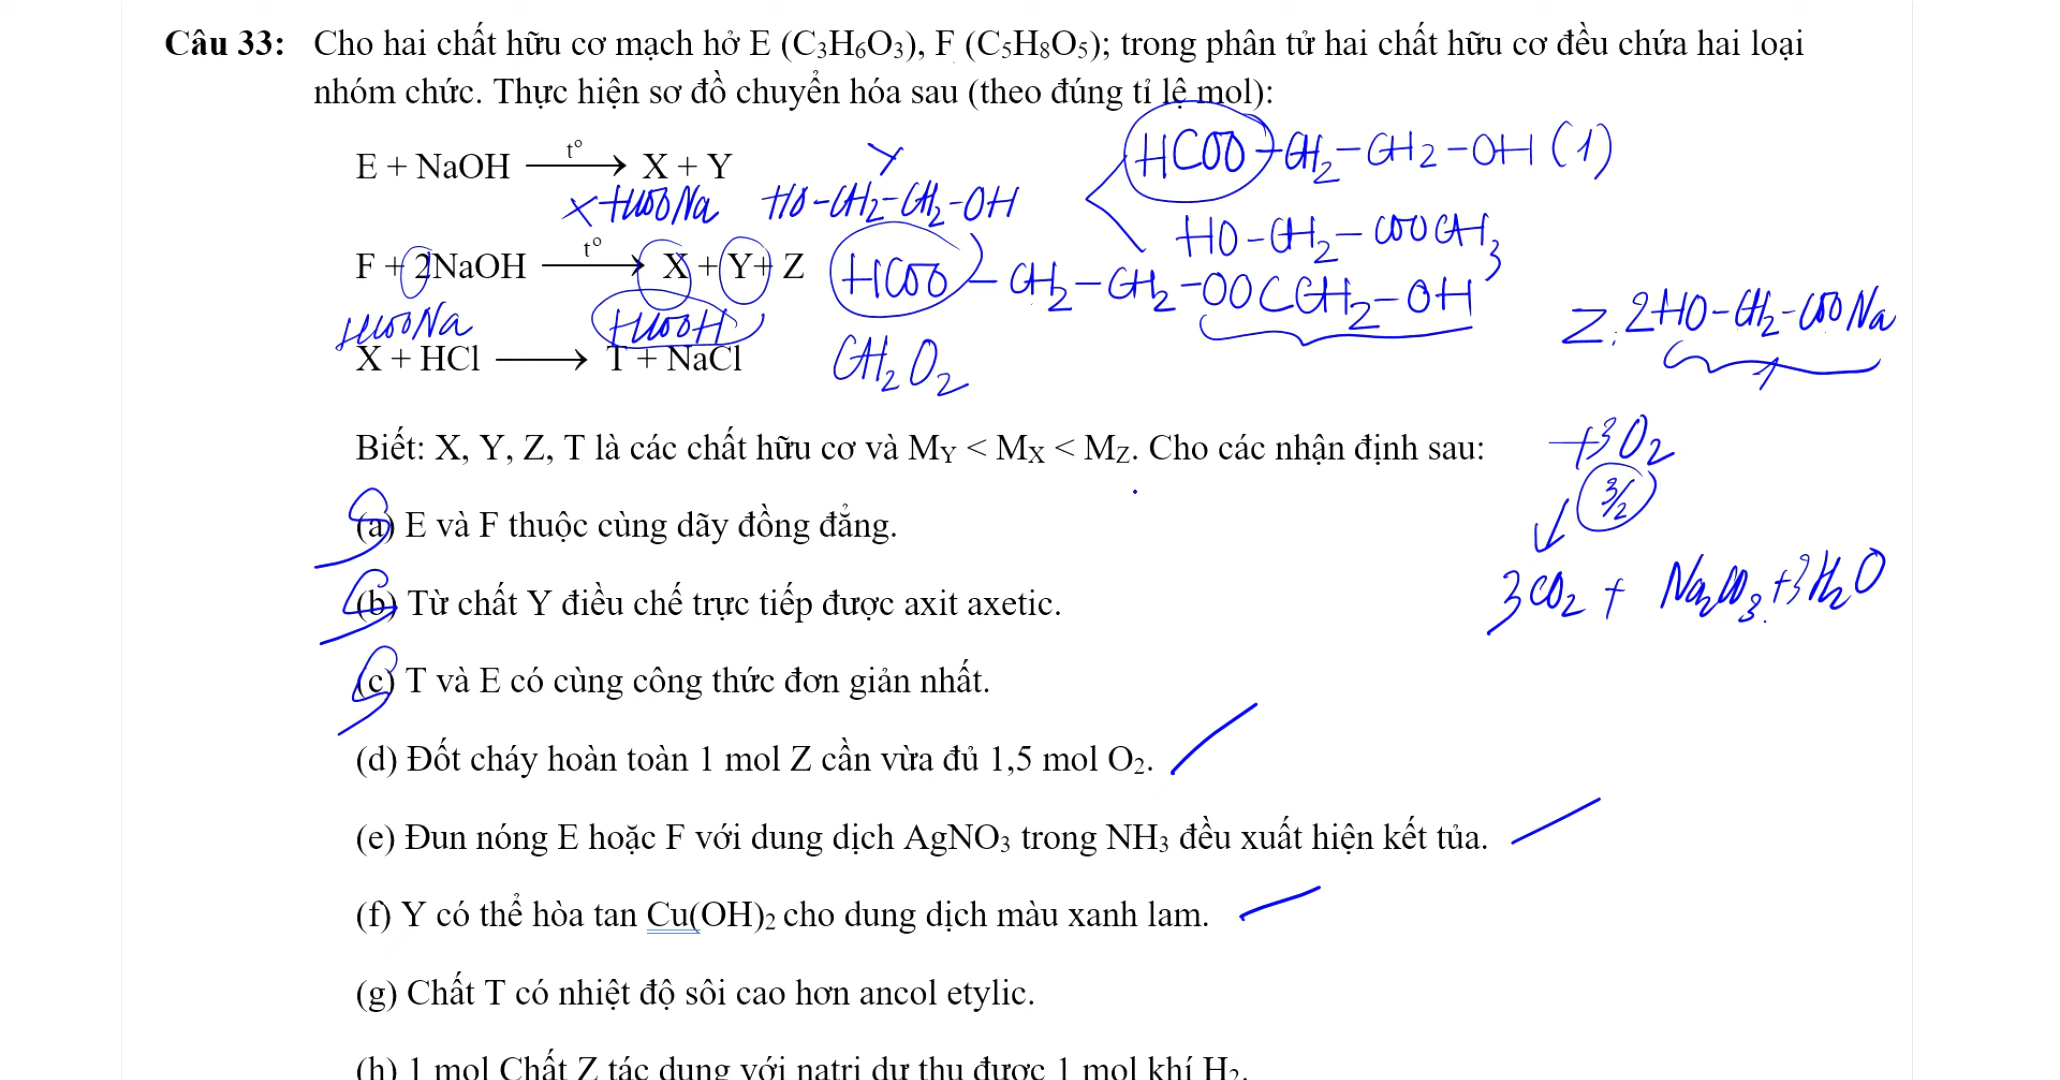 Câu 33: Cho hai chất hữu cơ mạch hở E (C₃H₆O₃), F (C₅H₈O₅); trong phân tử hai chất hữu cơ đều chứa hai loại
nhóm chức. Thực hiện sơ đồ chuyển hóa sau (theo đúng tỉ lệ mol):
HCOO-CH₂-CH₂-OH (1)
E + NaOH —t°→ X + Y
Y
X HCOONa HO-CH₂-CH₂-OH
HO-CH₂-COOCH₃
F + 2NaOH —t°→ X + Y + Z
HCOO-CH₂-CH₂-OOCCH₂-OH
Z: 2HO-CH₂-COONa
HCOONa HCOOH
X + HCl ⟶ T + NaCl
CH₂O₂
Biết: X, Y, Z, T là các chất hữu cơ và M_Y < M_X < M_Z. Cho các nhận định sau:
+3O₂
3/2
(a) E và F thuộc cùng dãy đồng đẳng.
3CO₂ + Na₂CO₃ + 3H₂O
(b) Từ chất Y điều chế trực tiếp được axit axetic.
(c) T và E có cùng công thức đơn giản nhất.
(d) Đốt cháy hoàn toàn 1 mol Z cần vừa đủ 1,5 mol O₂.
(e) Đun nóng E hoặc F với dung dịch AgNO₃ trong NH₃ đều xuất hiện kết tủa.
(f) Y có thể hòa tan Cu(OH)₂ cho dung dịch màu xanh lam.
(g) Chất T có nhiệt độ sôi cao hơn ancol etylic.
(h) 1 mol Chất Z tác dụng với natri dư thu được 1 mol khí H₂.